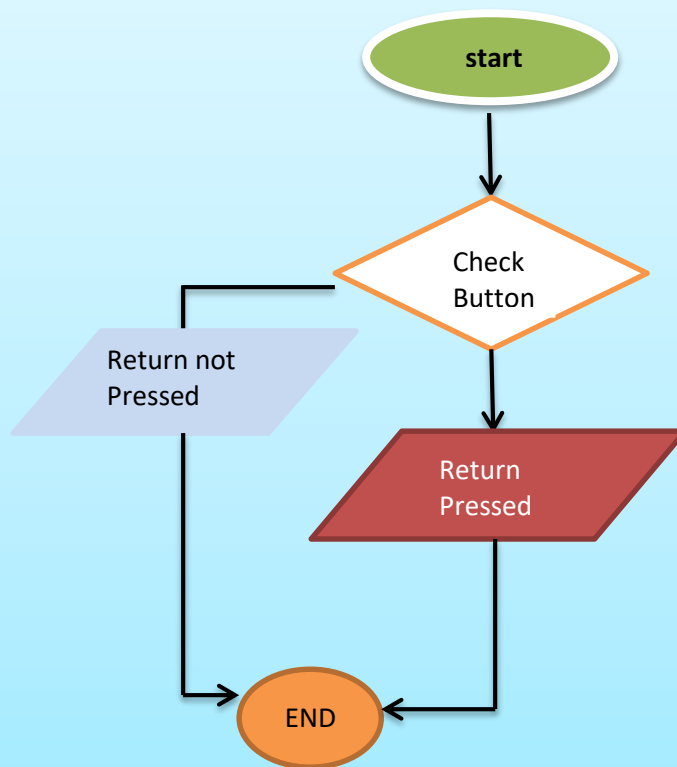 start
Check
Button
Return not
Pressed
Return
Pressed
END